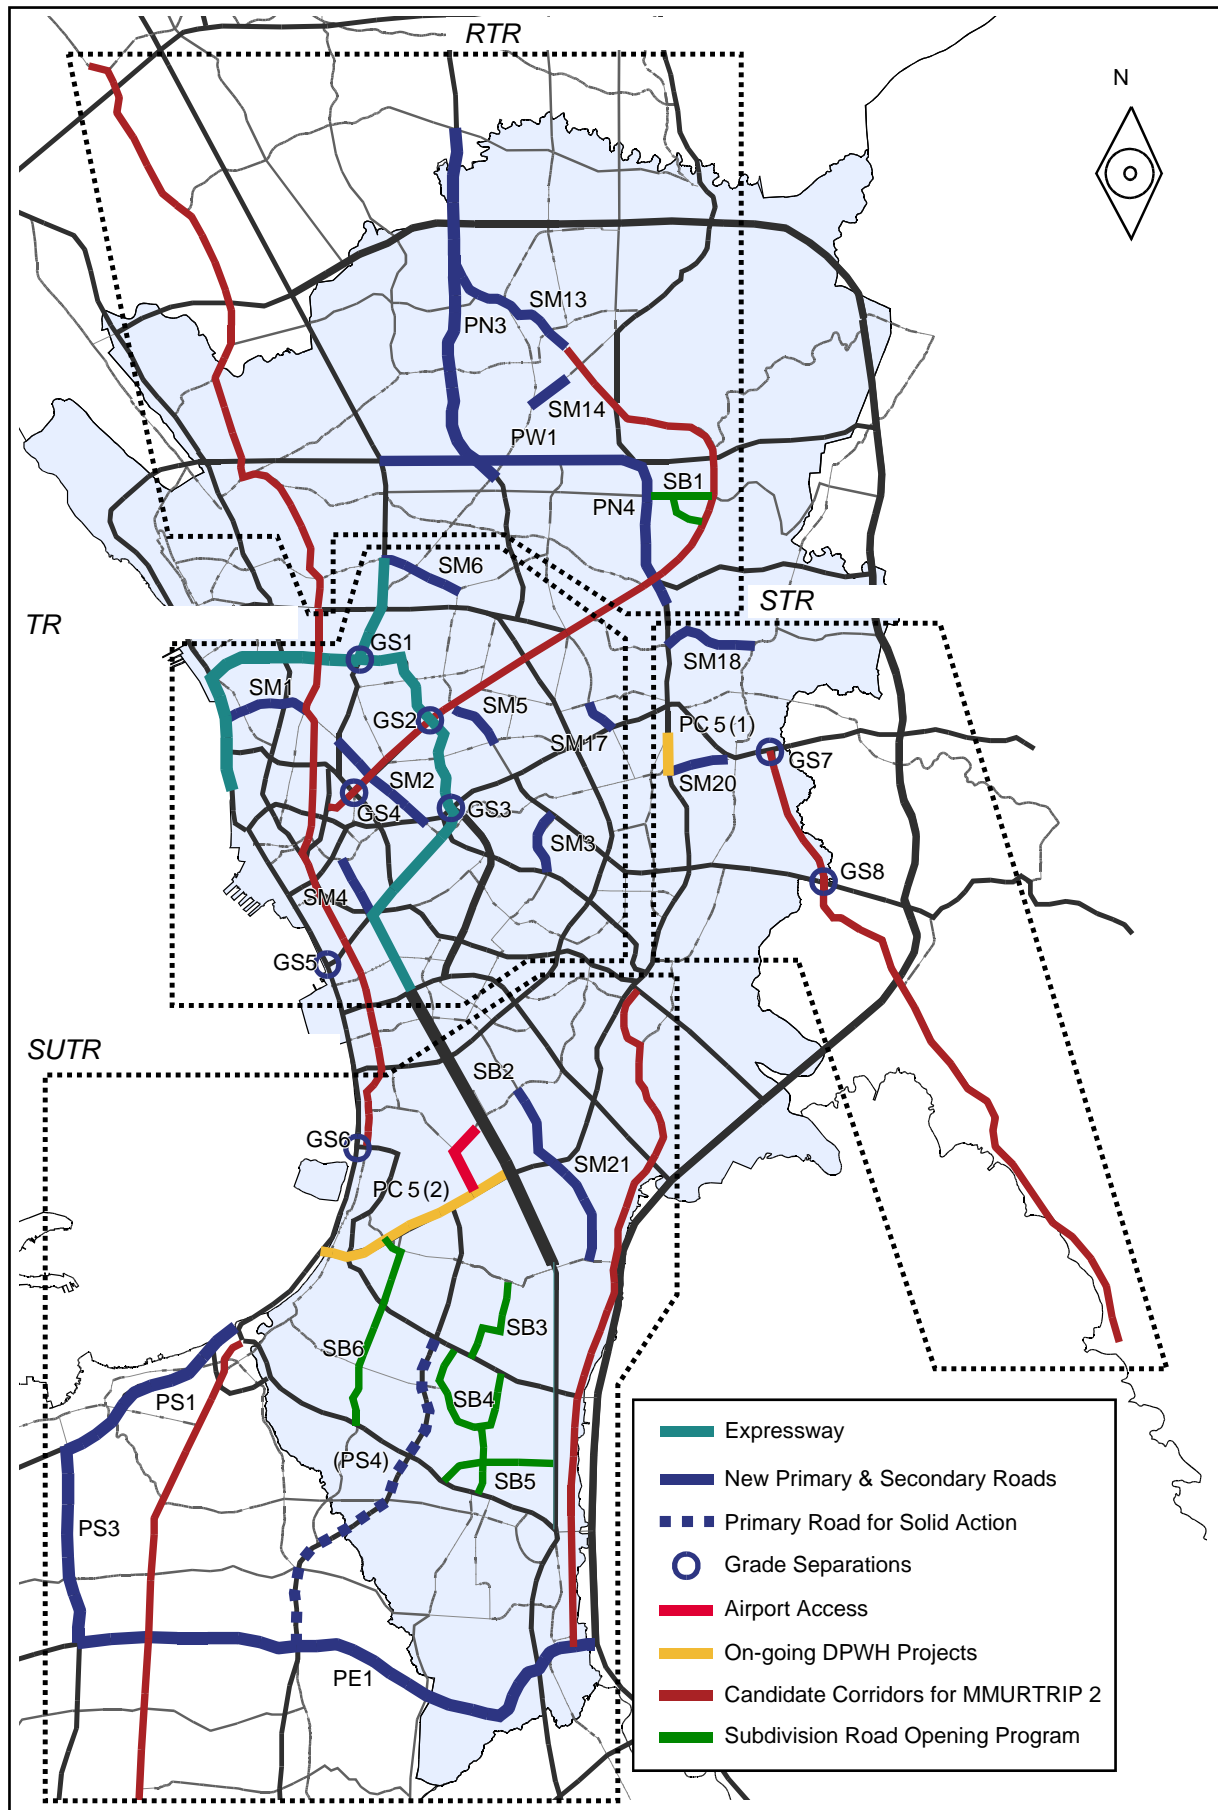 RTR
N
SM13
PN3
SM14
PW1
SB1
PN4
SM6
STR
TR
GS1
SM18
SM1
SM5
GS2
PC 5 (1)
SM17
GS7
SM2
SM20
GS4
GS3
SM3
GS8
SM4
GS5
SUTR
SB2
GS6
SM21
PC 5 (2)
SB3
SB6
SB4
PS1
(PS4)
SB5
PS3
PE1
Expressway
New Primary & Secondary Roads
Primary Road for Solid Action
Grade Separations
Airport Access
On-going DPWH Projects
Candidate Corridors for MMURTRIP 2
Subdivision Road Opening Program